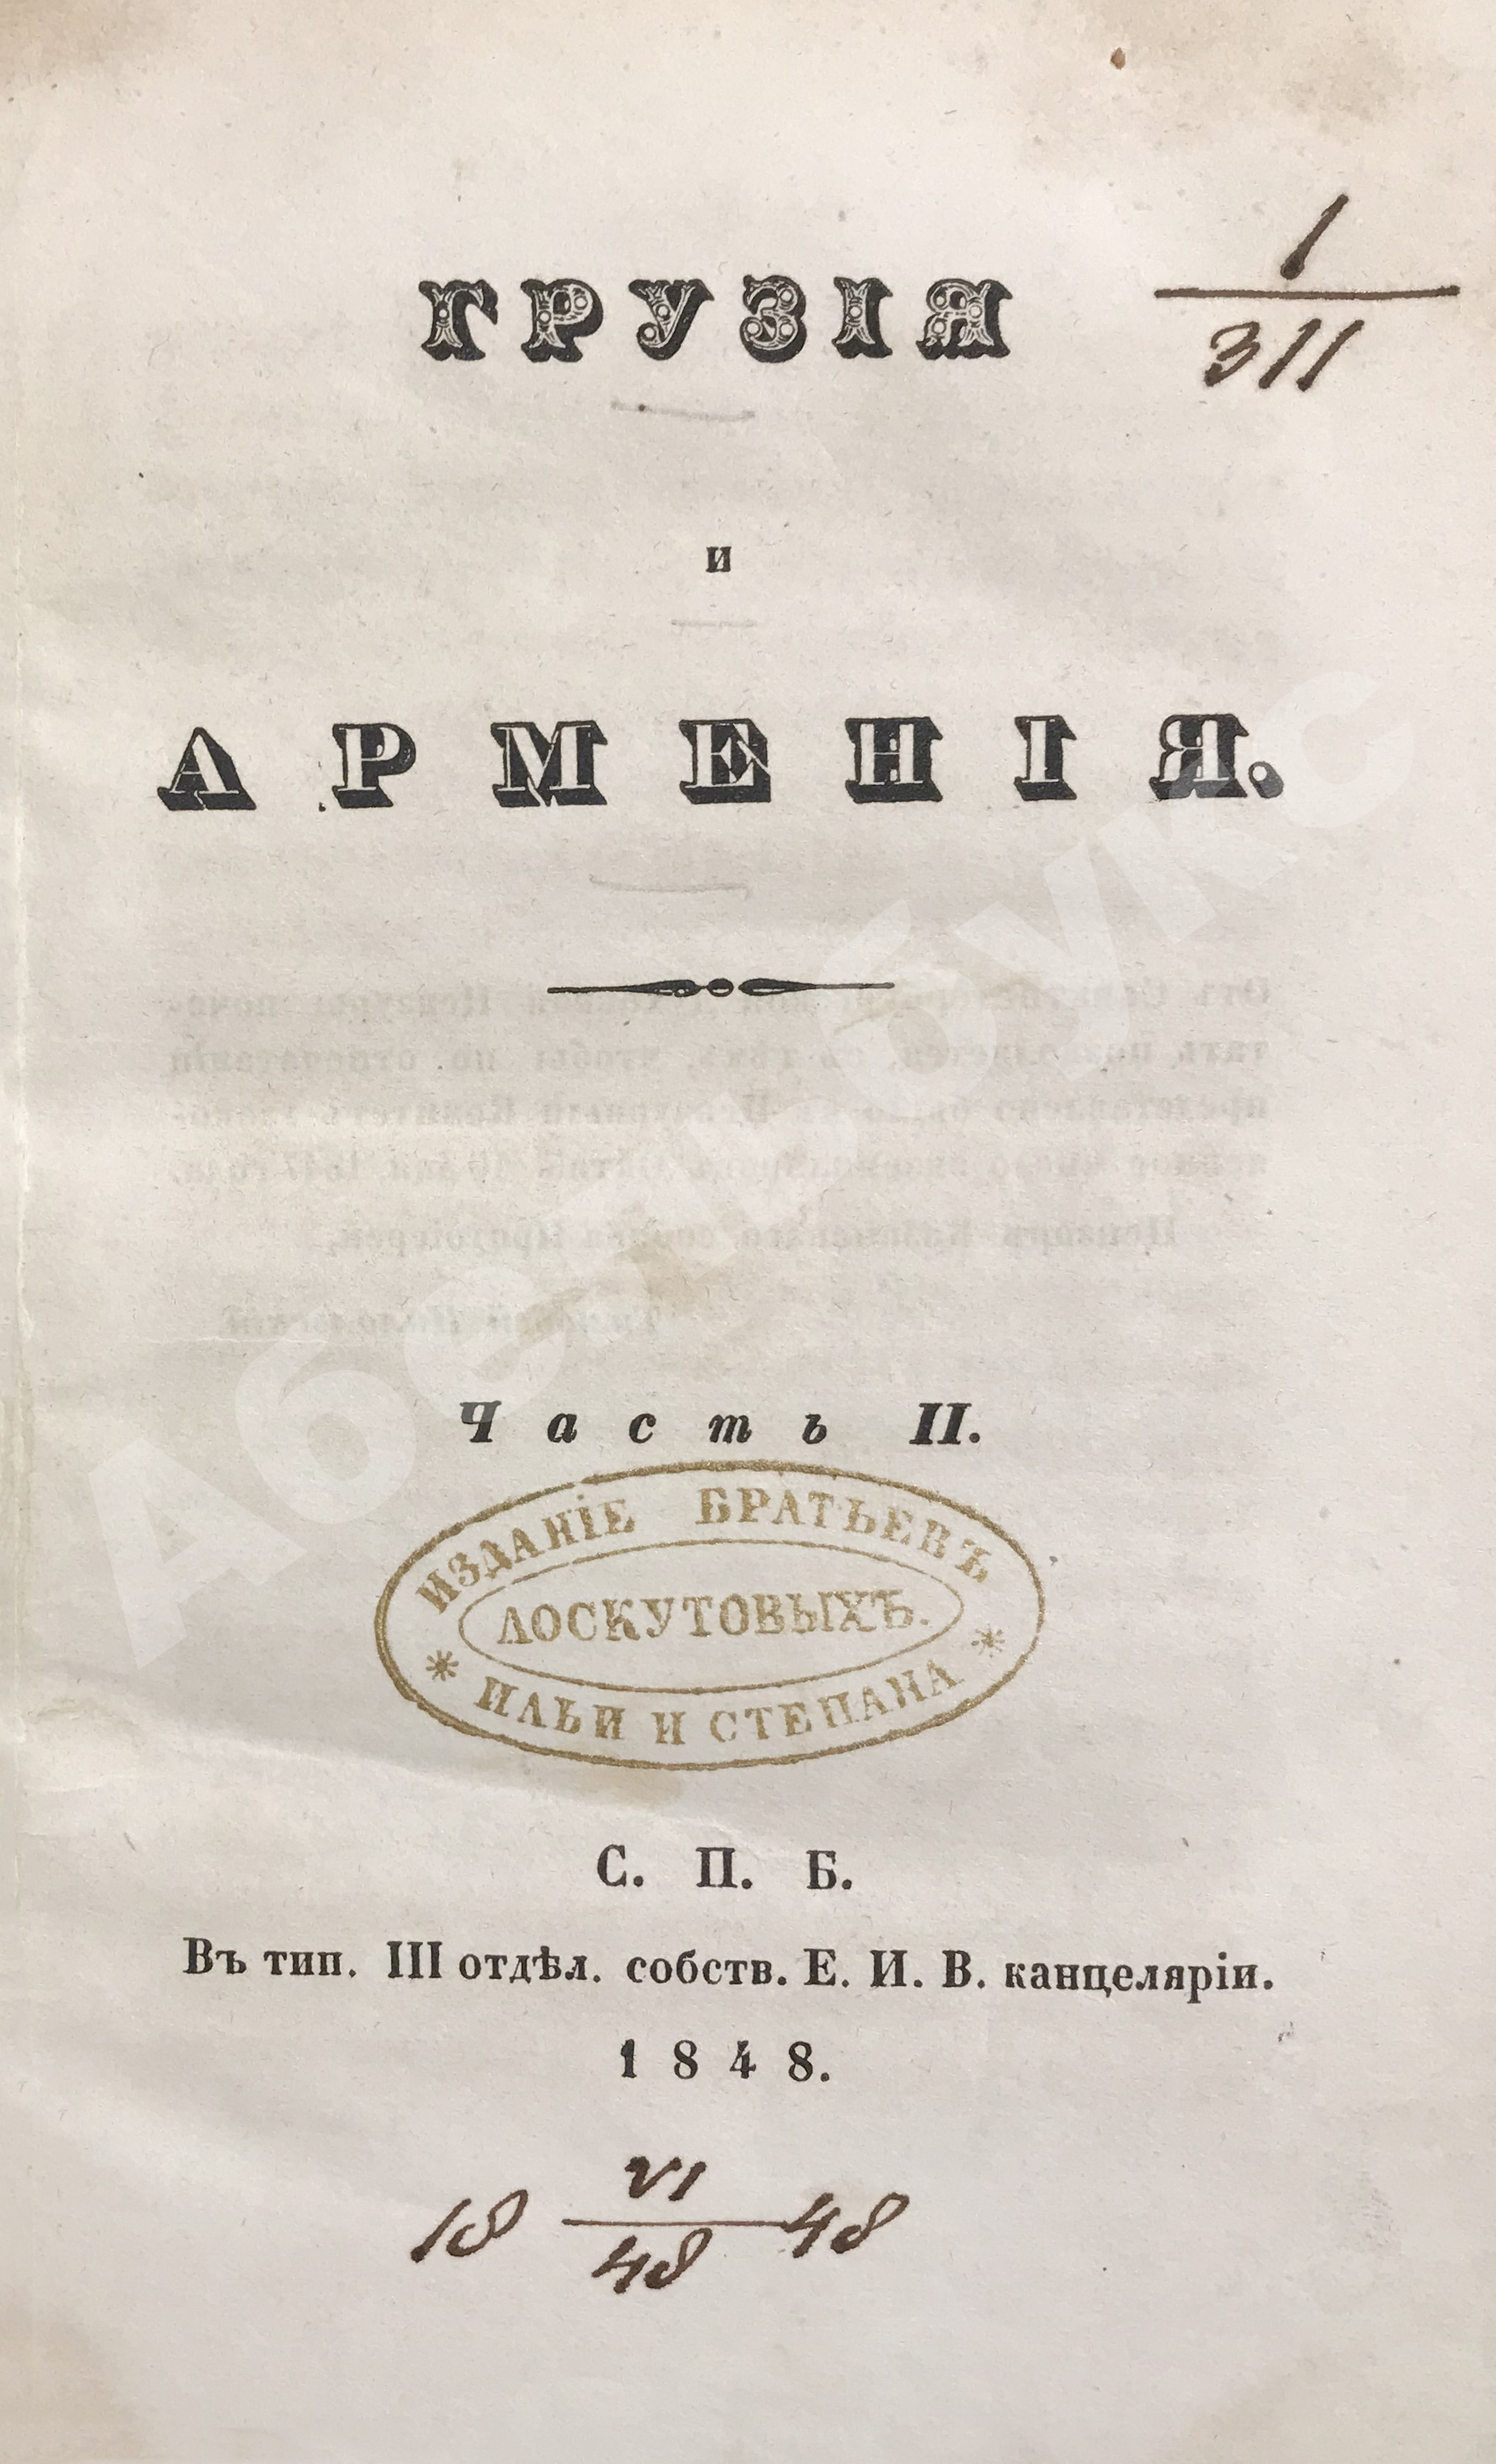 1
311
ГРУЗІЯ
и
АРМЕНІЯ.
Часть II.
ИЗДАНІЕ БРАТЬЕВЪ
ЛОСКУТОВЫХЪ.
* ИЛЬИ И СТЕПАНА *
С. П. Б.
Въ тип. III отдѣл. собств. Е. И. В. канцеляріи.
1848.
VI
18 48
48
Абельбукс